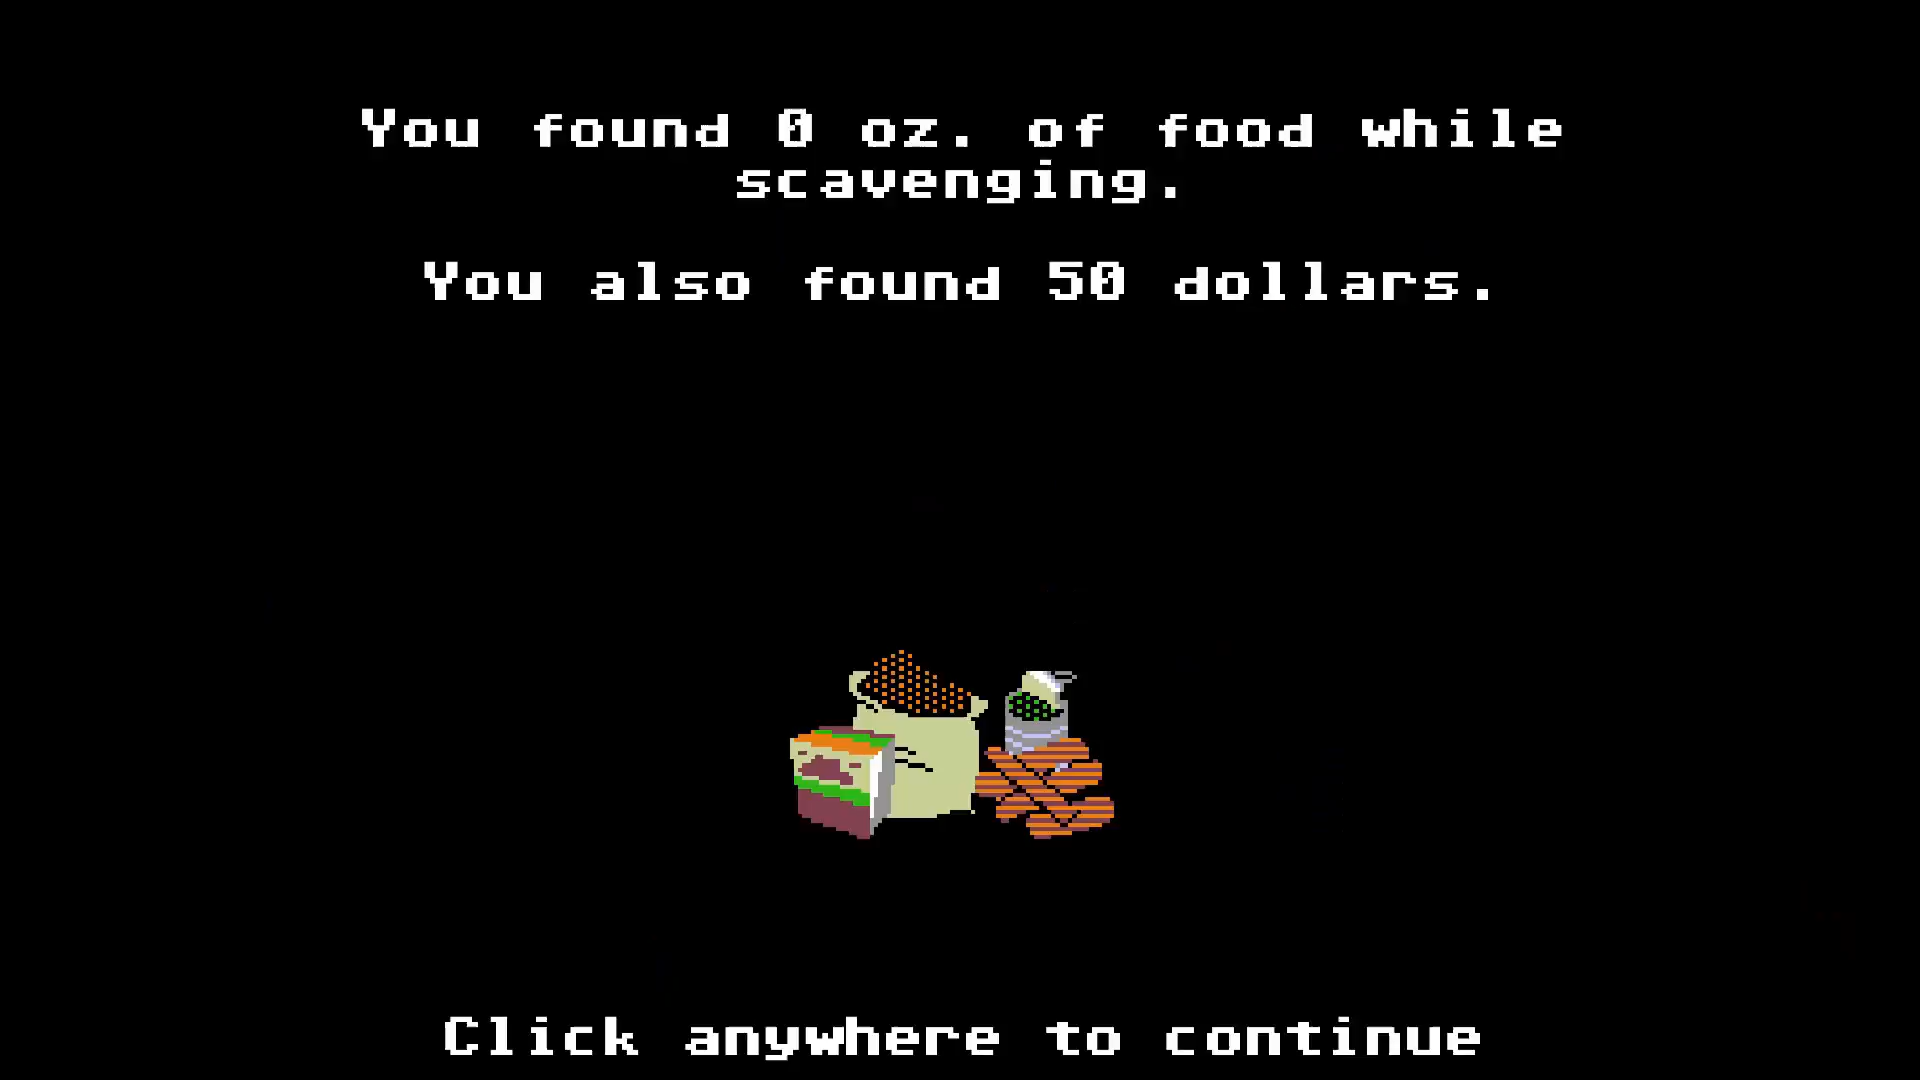 You found 0 oz. of food while
scavenging.
You also found 50 dollars.
Click anywhere to continue